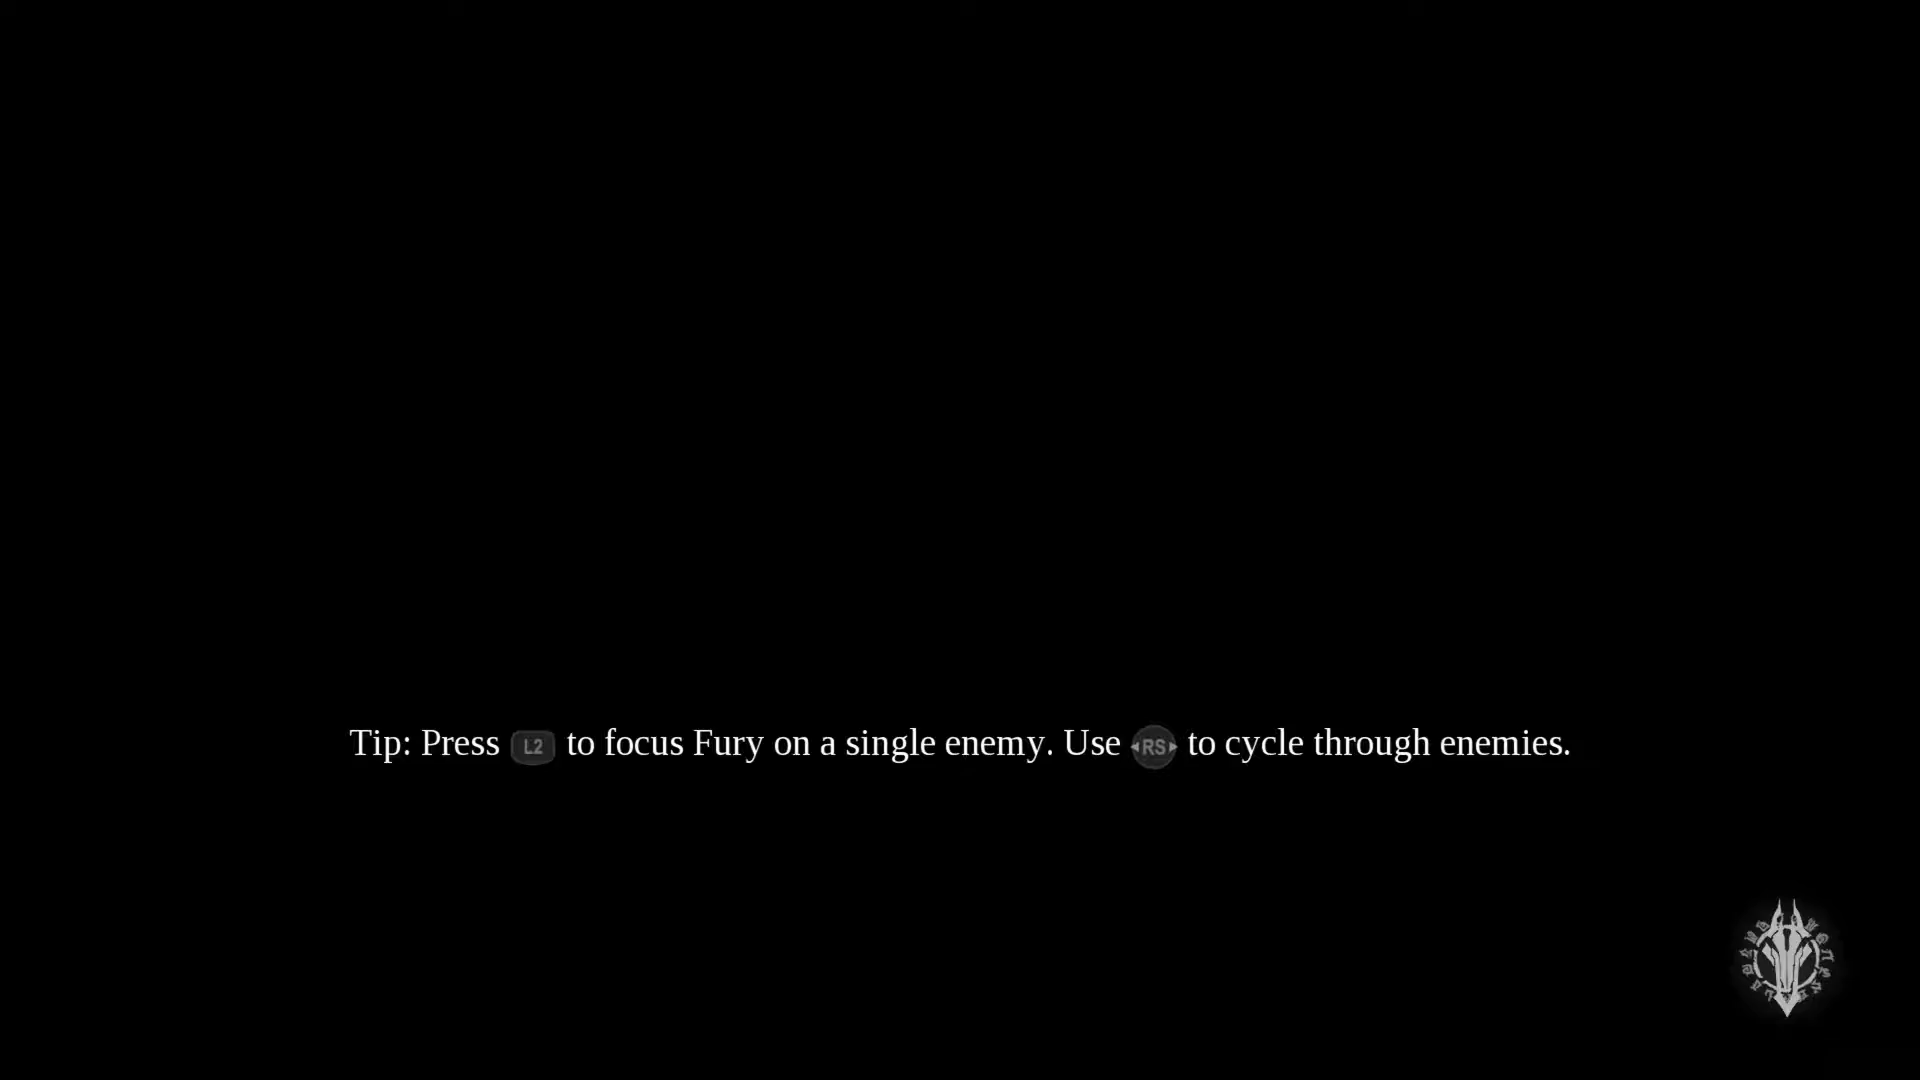 Tip: Press L2 to focus Fury on a single enemy. Use RS to cycle through enemies.